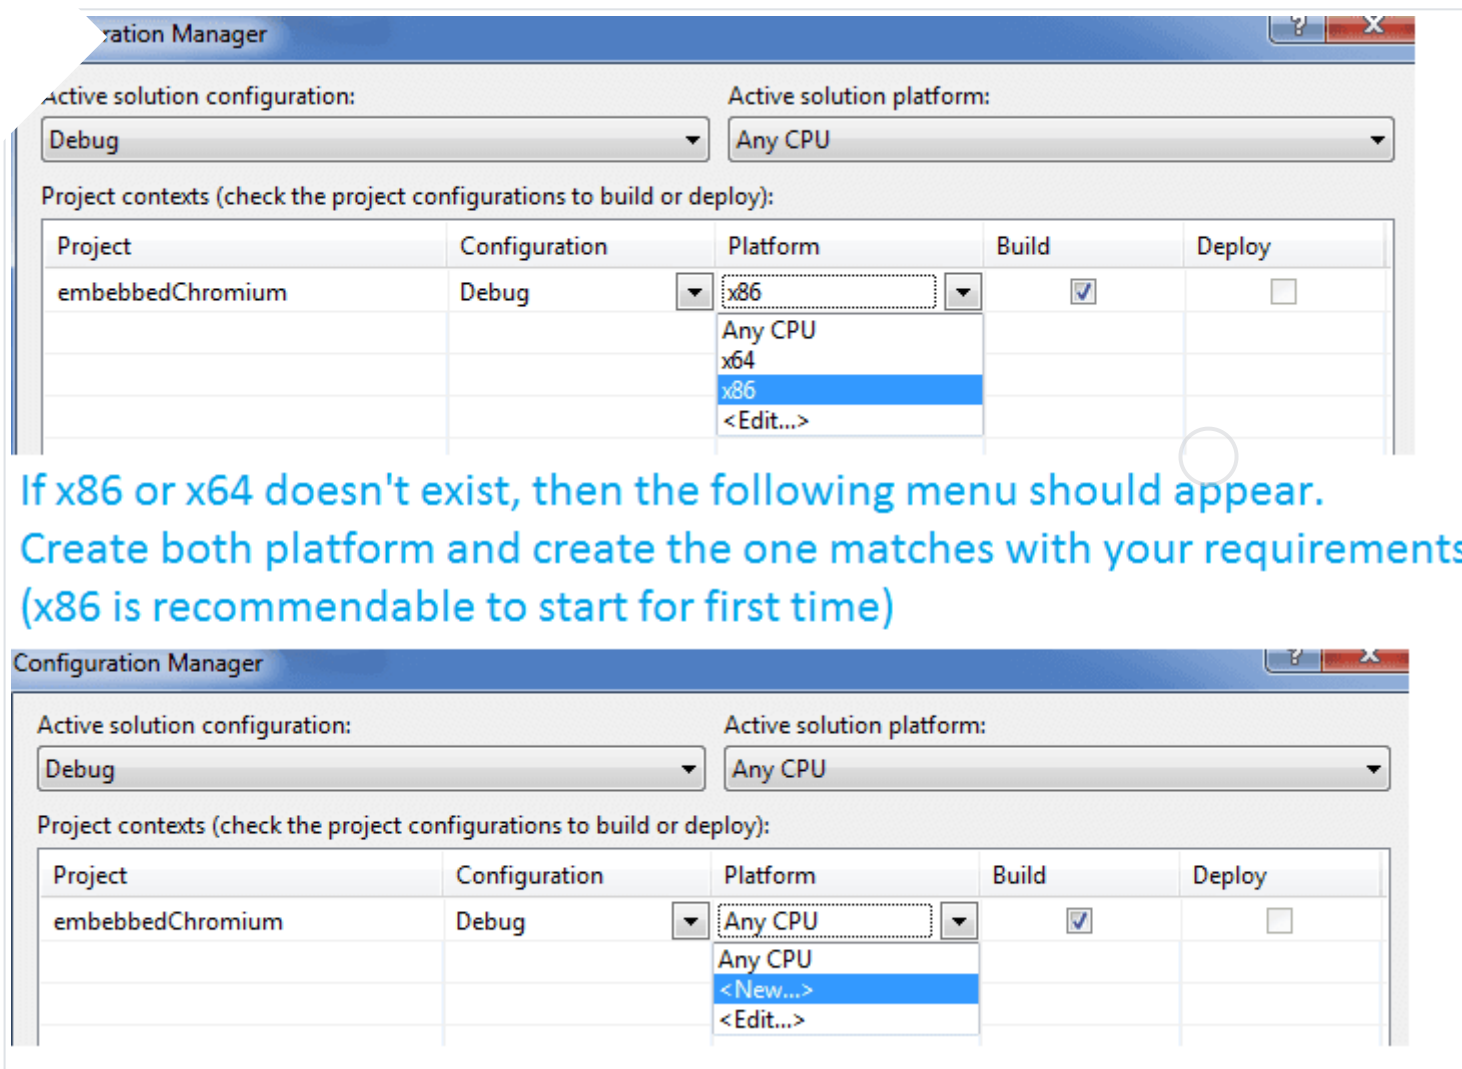 ration Manager
Active solution configuration: Active solution platform:
Debug Any CPU
Project contexts (check the project configurations to build or deploy):
Project Configuration Platform Build Deploy
embebbedChromium Debug x86
Any CPU
x64
x86
<Edit...>
If x86 or x64 doesn't exist, then the following menu should appear.
Create both platform and create the one matches with your requirements
(x86 is recommendable to start for first time)
Configuration Manager
Active solution configuration: Active solution platform:
Debug Any CPU
Project contexts (check the project configurations to build or deploy):
Project Configuration Platform Build Deploy
embebbedChromium Debug Any CPU
Any CPU
<New...>
<Edit...>